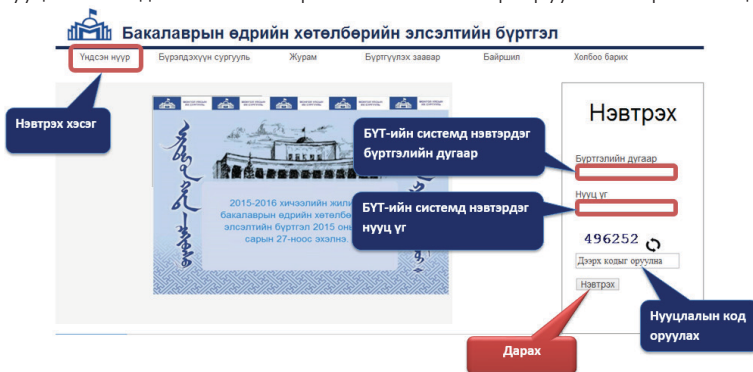 Бакалаврын өдрийн хөтөлбөрийн элсэлтийн бүртгэл
Үндсэн нүүр Бүрэлдэхүүн сургууль Журам Бүртгүүлэх заавар Байршил Холбоо барих
Нэвтрэх хэсэг
2015-2016 хичээлийн жили
бакалаврын өдрийн хөтөлбө
элсэлтийн бүртгэл 2015 он
сарын 27-ноос эхэлнэ.
БҮТ-ийн системд нэвтэрдэг
бүртгэлийн дугаар
БҮТ-ийн системд нэвтэрдэг
нууц үг
Нэвтрэх
Бүртгэлийн дугаар
Нууц үг
496252
Дээрх кодыг оруулна
Нэвтрэх
Нууцлалын код
оруулах
Дарах